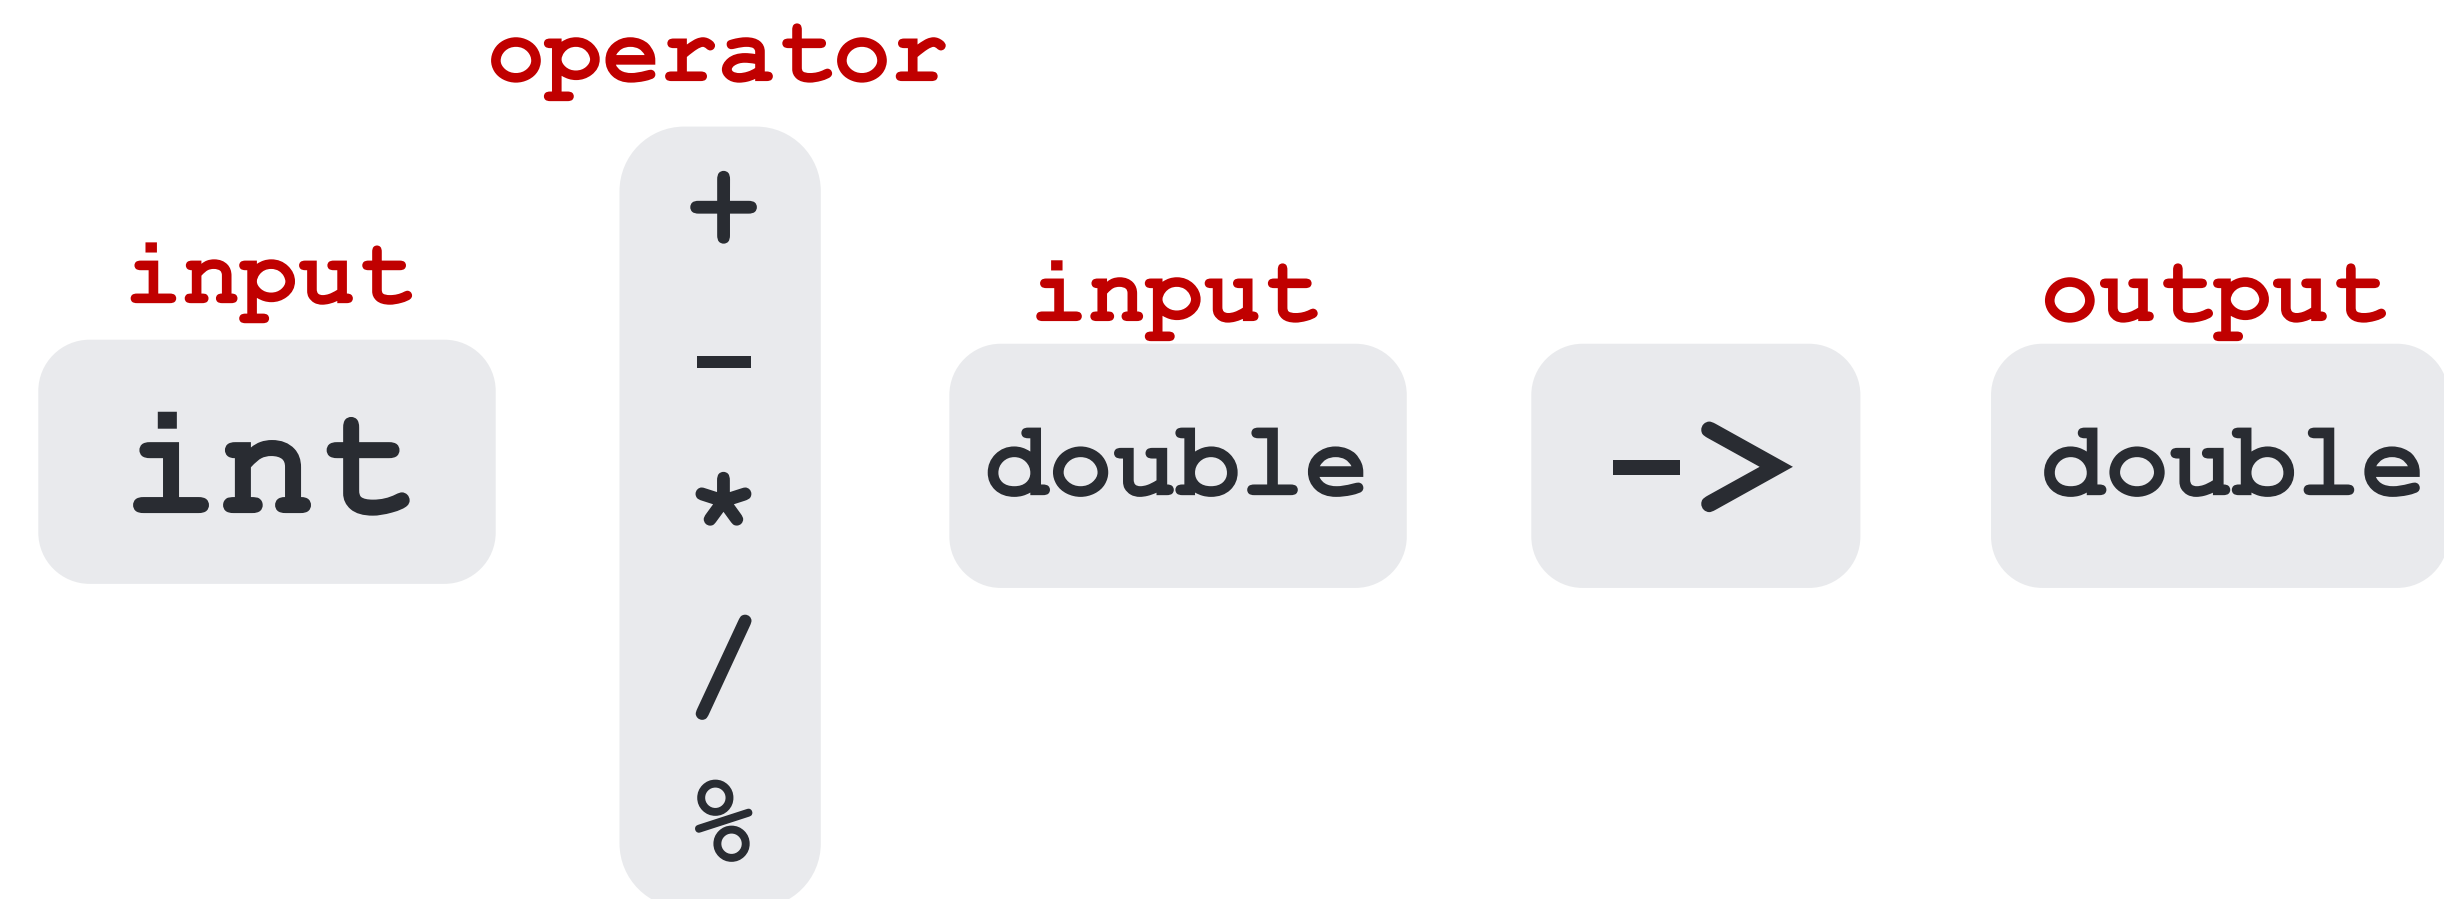 operator
input
int
+
-
*
/
%
input
double
->
output
double